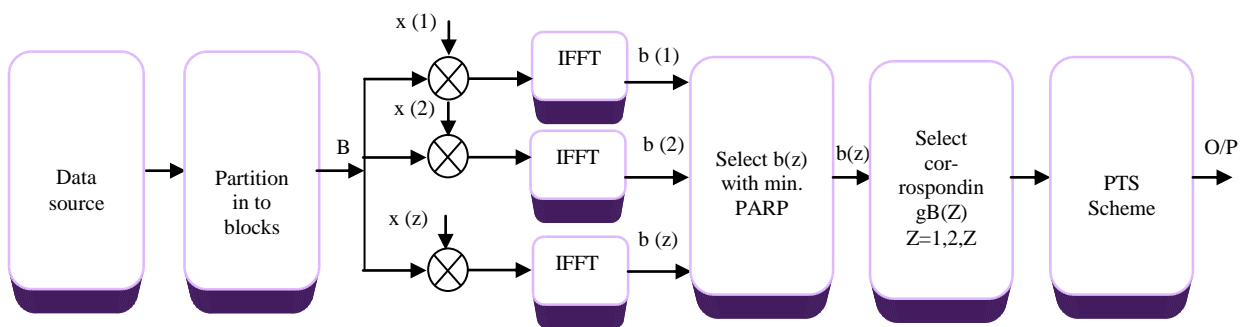 Data
source
Partition
in to
blocks
B
x (1)
x (2)
x (z)
IFFT
IFFT
IFFT
b (1)
b (2)
b (z)
Select b(z)
with min.
PARP
b(z)
Select
cor-
rospondin
gB(Z)
Z=1,2,Z
PTS
Scheme
O/P